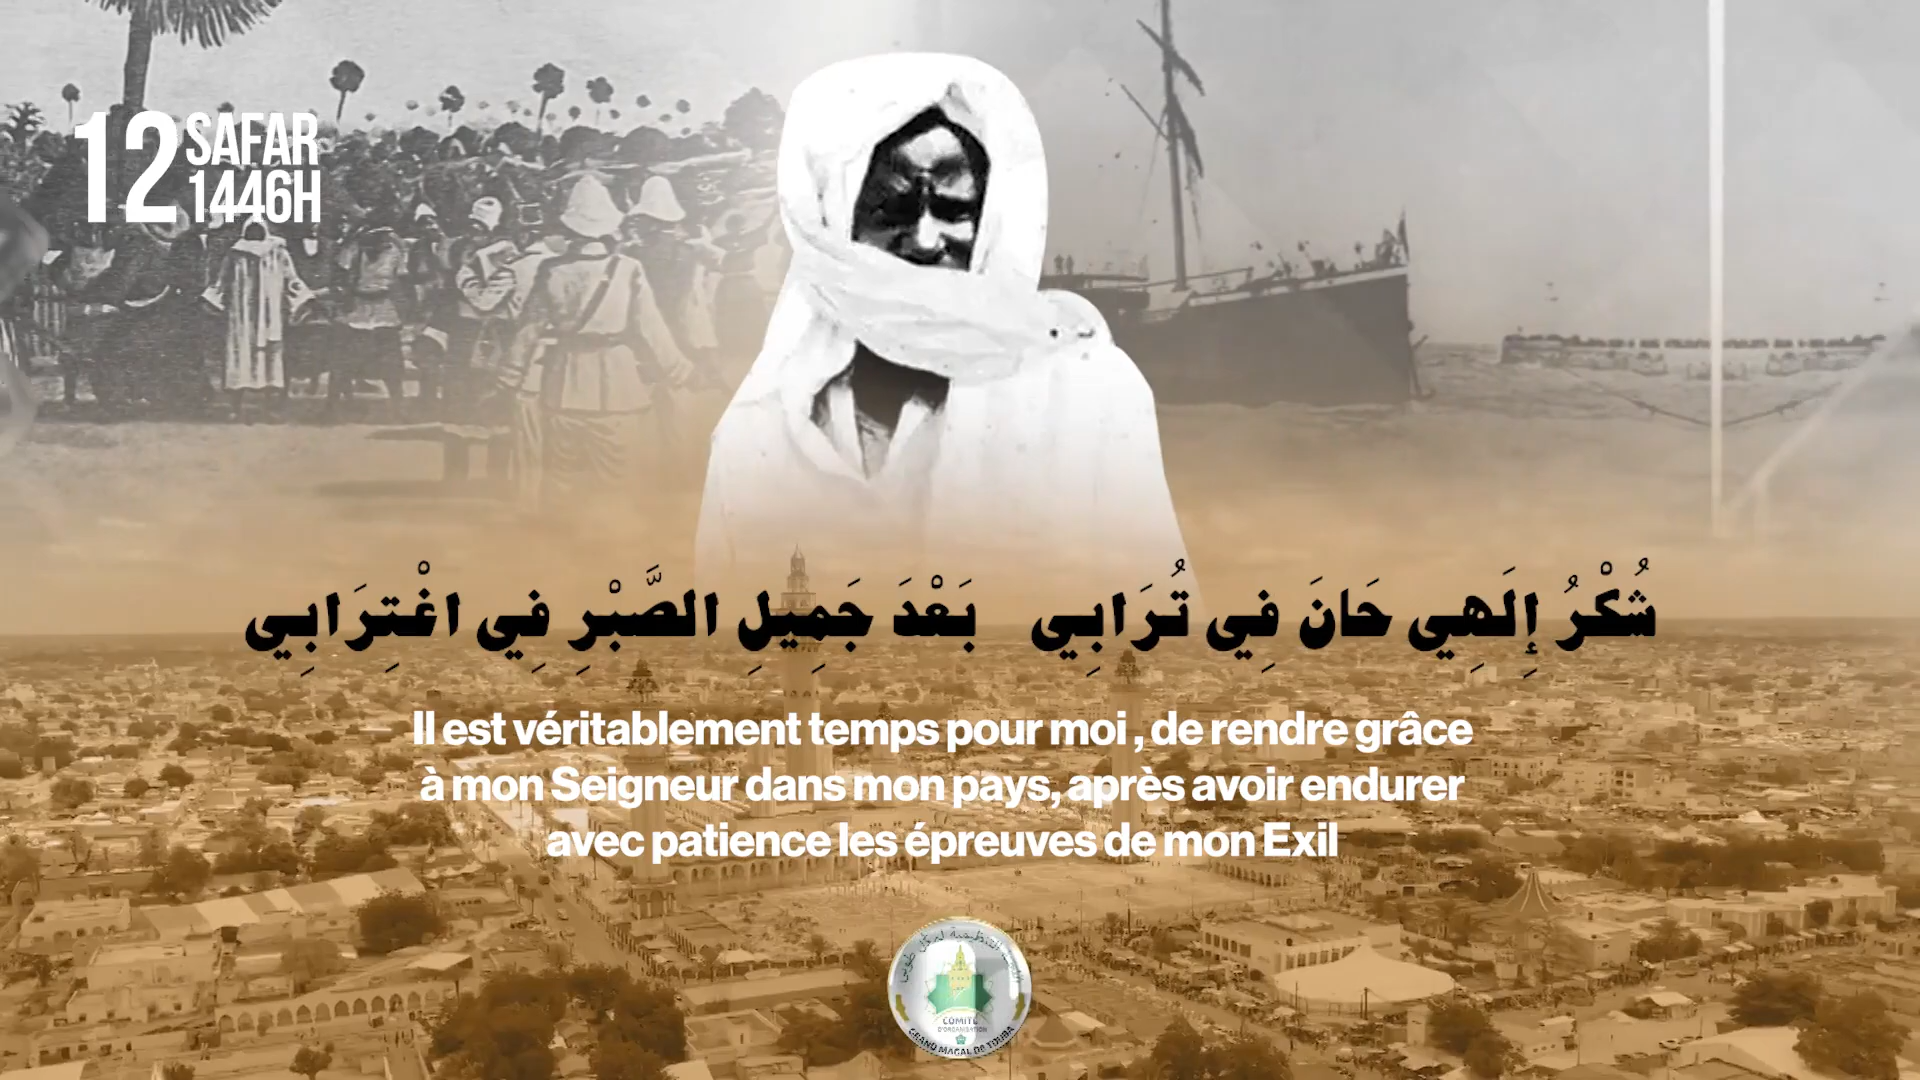 12 SAFAR
1446H
شُكْرُ إِلَهِي حَانَ فِي تُرَابِي بَعْدَ جَمِيلِ الصَّبْرِ فِي اغْتِرَابِي
Il est véritablement temps pour moi , de rendre grâce
à mon Seigneur dans mon pays, après avoir endurer
avec patience les épreuves de mon Exil
COMITÉ
D'ORGANISATION
GRAND MAGAL DE TOUBA